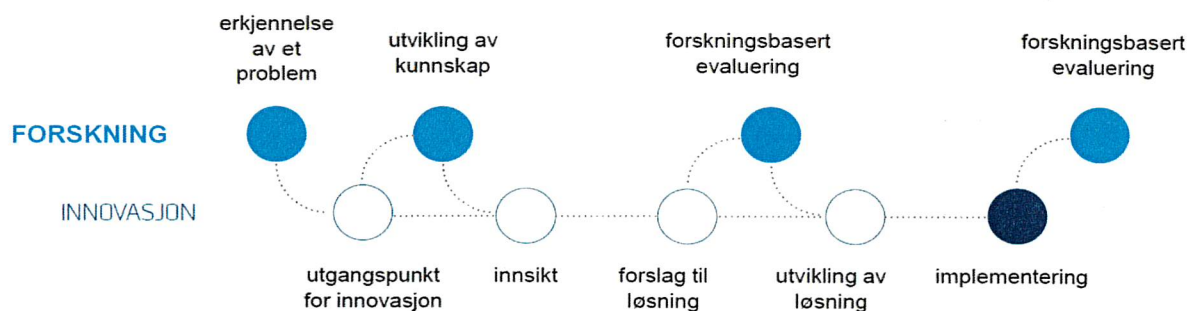 erkjennelse
av et
problem
utvikling av
kunnskap
forskningsbasert
evaluering
forskningsbasert
evaluering
FORSKNING
INNOVASJON
utgangspunkt
for innovasjon
innsikt
forslag til
løsning
utvikling av
løsning
implementering